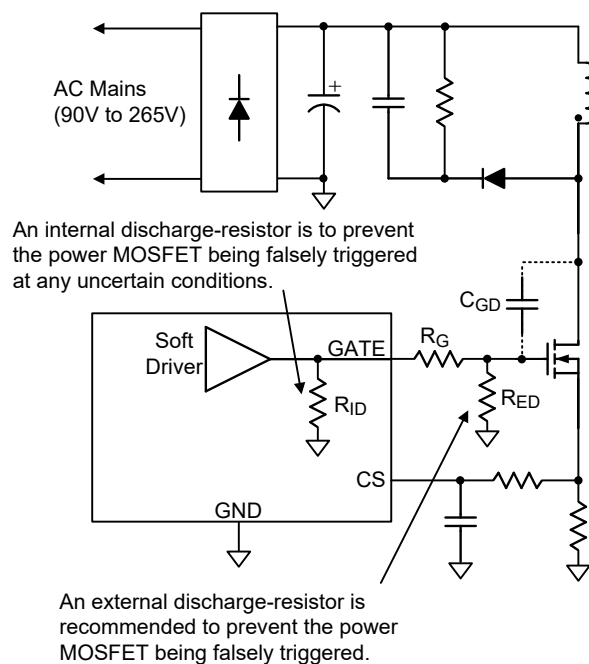 AC Mains
(90V to 265V)
+
An internal discharge-resistor is to prevent
the power MOSFET being falsely triggered
at any uncertain conditions.
CGD
Soft
Driver
GATE
RG
RID
RED
CS
GND
An external discharge-resistor is
recommended to prevent the power
MOSFET being falsely triggered.